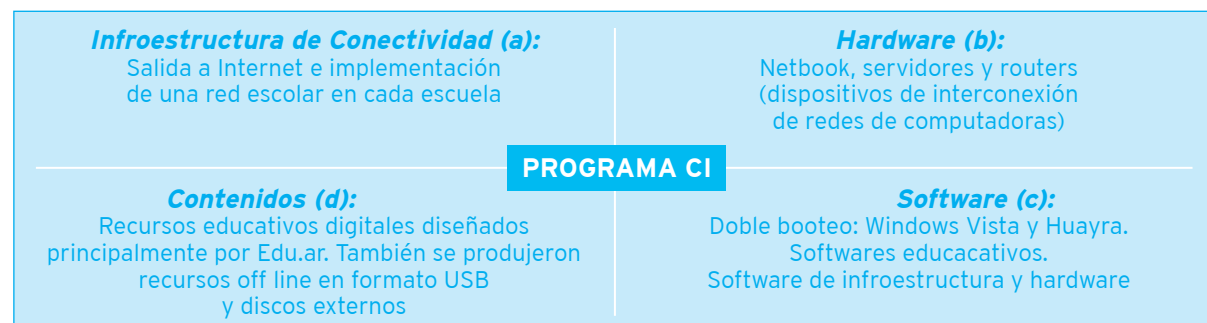 Infroestructura de Conectividad (a):
Salida a Internet e implementación
de una red escolar en cada escuela
Hardware (b):
Netbook, servidores y routers
(dispositivos de interconexión
de redes de computadoras)
PROGRAMA CI
Contenidos (d):
Recursos educativos digitales diseñados
principalmente por Edu.ar. También se produjeron
recursos off line en formato USB
y discos externos
Software (c):
Doble booteo: Windows Vista y Huayra.
Softwares educacativos.
Software de infroestructura y hardware